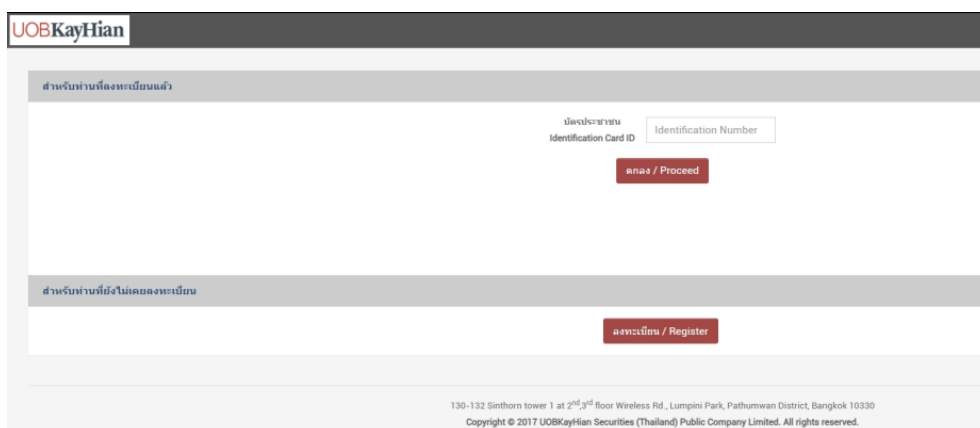 UOBKayHian
สำหรับท่านที่ลงทะเบียนแล้ว
บัตรประชาชน
Identification Card ID
Identification Number
ตกลง / Proceed
สำหรับท่านที่ยังไม่เคยลงทะเบียน
ลงทะเบียน / Register
130-132 Sinthorn tower 1 at 2nd,3rd floor Wireless Rd., Lumpini Park, Pathumwan District, Bangkok 10330
Copyright © 2017 UOBKayHian Securities (Thailand) Public Company Limited. All rights reserved.